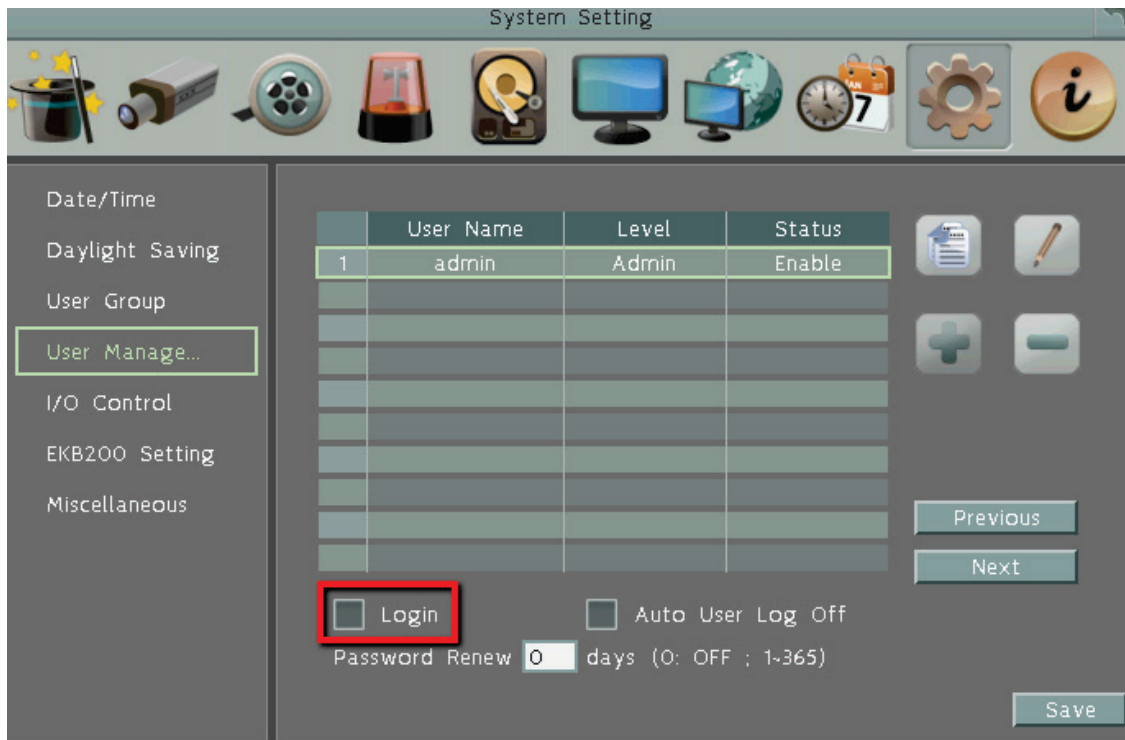 System Setting
JAN
7
i
Date/Time
Daylight Saving
User Group
User Manage...
I/O Control
EKB200 Setting
Miscellaneous
User Name Level Status
1 admin Admin Enable
Previous
Next
Login Auto User Log Off
Password Renew 0 days (0: OFF ; 1~365)
Save